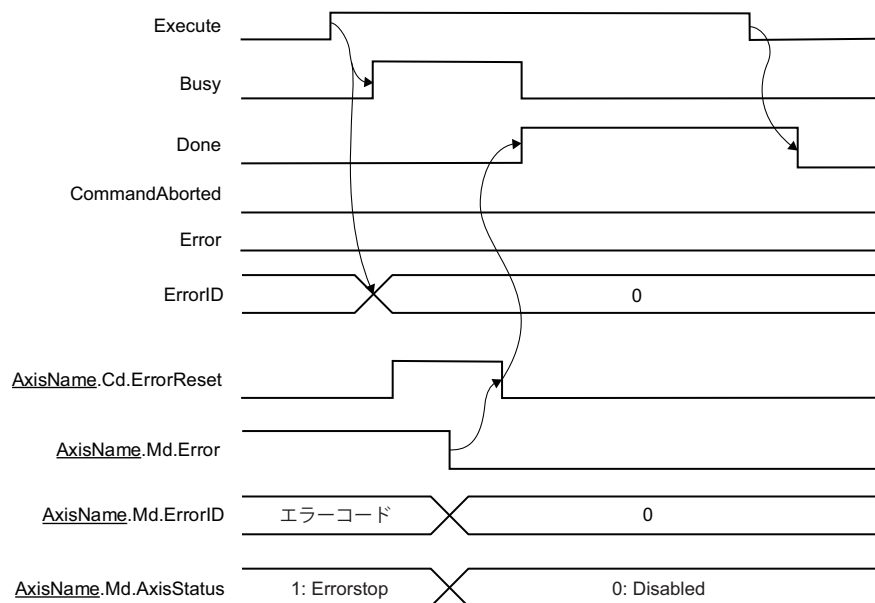 Execute
Busy
Done
CommandAborted
Error
ErrorID
0
AxisName.Cd.ErrorReset
AxisName.Md.Error
AxisName.Md.ErrorID
エラーコード
0
AxisName.Md.AxisStatus
1: Errorstop
0: Disabled